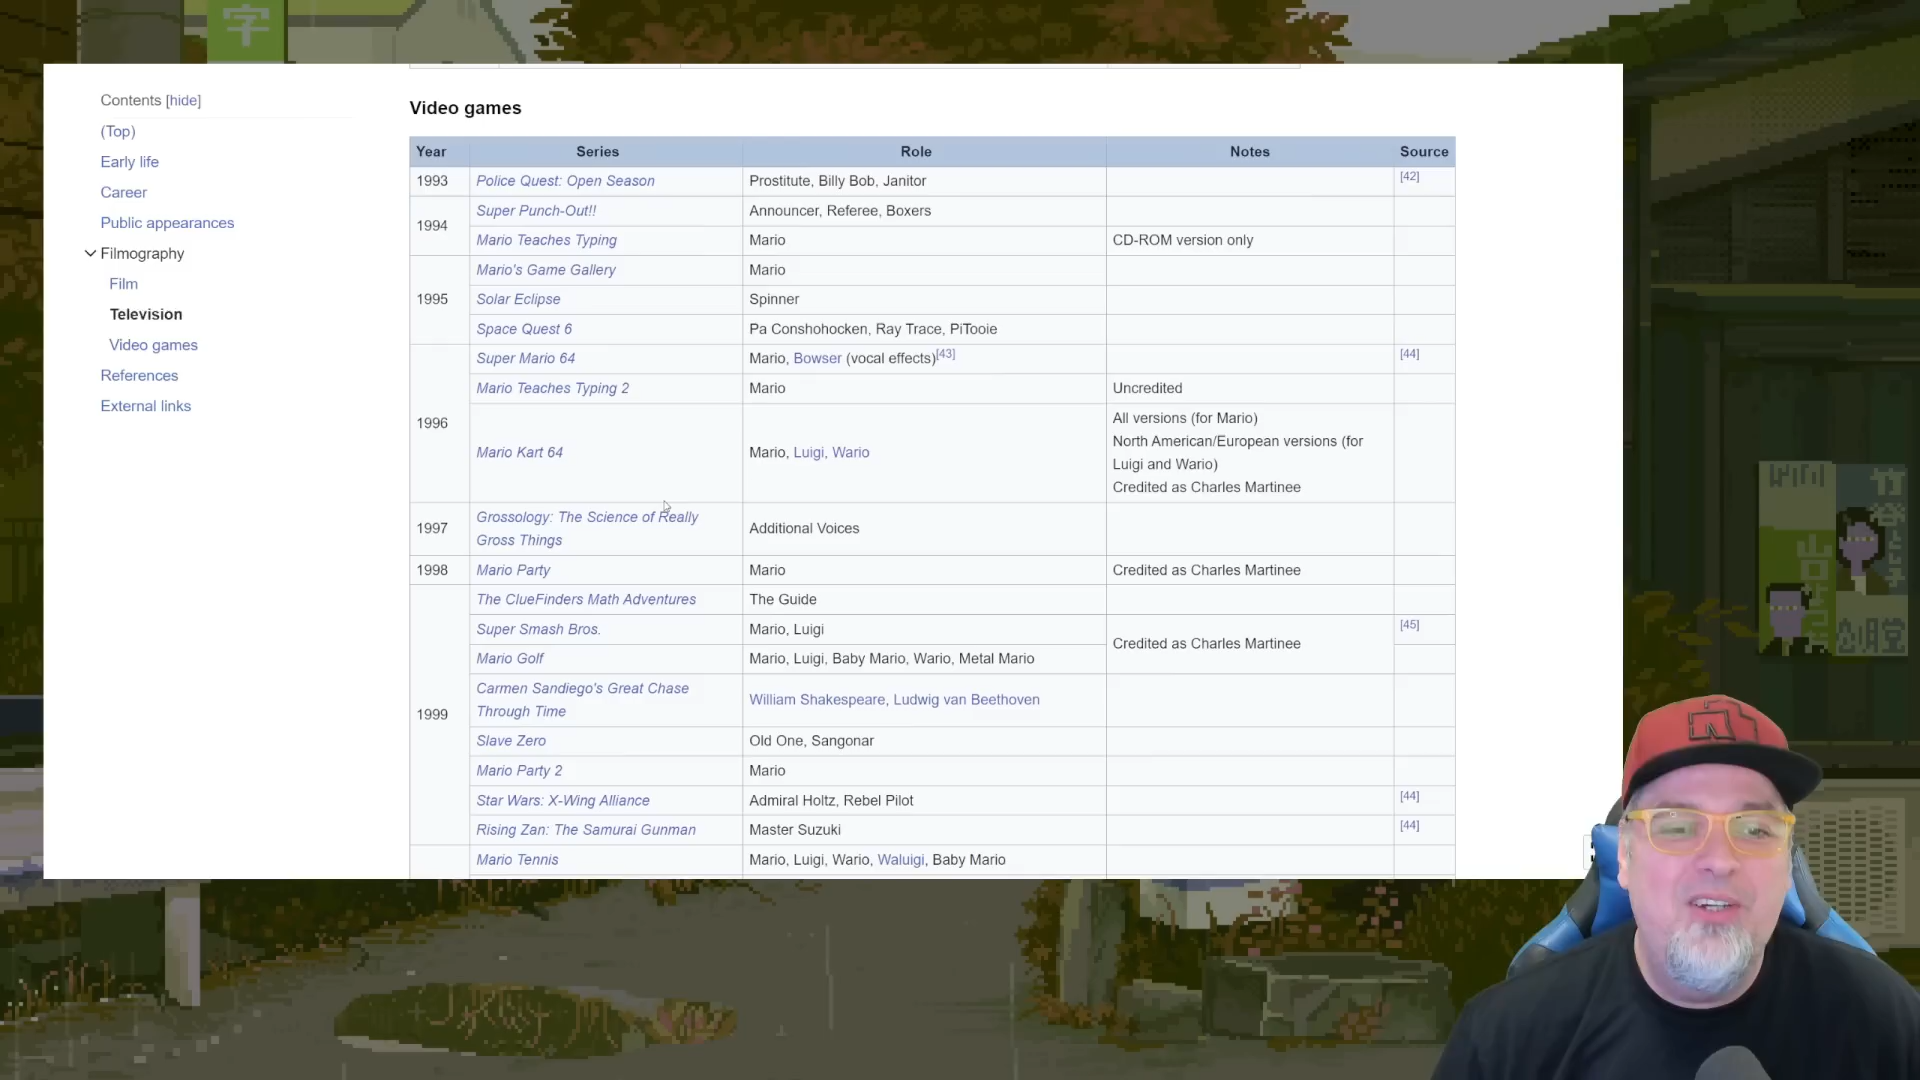 字
Contents [hide]
(Top)
Early life
Career
Public appearances
Filmography
Film
Television
Video games
References
External links
Video games
Year Series Role Notes Source
1993 Police Quest: Open Season Prostitute, Billy Bob, Janitor [42]
1994 Super Punch-Out!! Announcer, Referee, Boxers
Mario Teaches Typing Mario CD-ROM version only
1995 Mario's Game Gallery Mario
Solar Eclipse Spinner
Space Quest 6 Pa Conshohocken, Ray Trace, PiTooie
1996 Super Mario 64 Mario, Bowser (vocal effects)[43] [44]
Mario Teaches Typing 2 Mario Uncredited
Mario Kart 64 Mario, Luigi, Wario All versions (for Mario)
North American/European versions (for
Luigi and Wario)
Credited as Charles Martinee
1997 Grossology: The Science of Really
Gross Things Additional Voices
1998 Mario Party Mario Credited as Charles Martinee
1999 The ClueFinders Math Adventures The Guide
Super Smash Bros. Mario, Luigi Credited as Charles Martinee [45]
Mario Golf Mario, Luigi, Baby Mario, Wario, Metal Mario
Carmen Sandiego's Great Chase
Through Time William Shakespeare, Ludwig van Beethoven
Slave Zero Old One, Sangonar
Mario Party 2 Mario
Star Wars: X-Wing Alliance Admiral Holtz, Rebel Pilot [44]
Rising Zan: The Samurai Gunman Master Suzuki [44]
Mario Tennis Mario, Luigi, Wario, Waluigi, Baby Mario